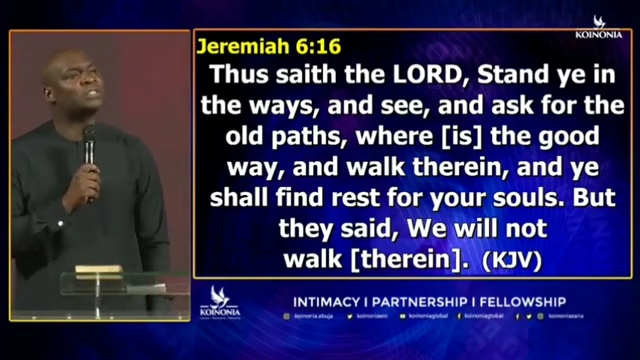 KOINONIA
Jeremiah 6:16
Thus saith the LORD, Stand ye in
the ways, and see, and ask for the
old paths, where [is] the good
way, and walk therein, and ye
shall find rest for your souls. But
they said, We will not
walk [therein]. (KJV)
KOINONIA
INTIMACY I PARTNERSHIP I FELLOWSHIP
koinonia.abuja koinoniaeni koinoniaglobal koinoniaglobal koinoniazaria